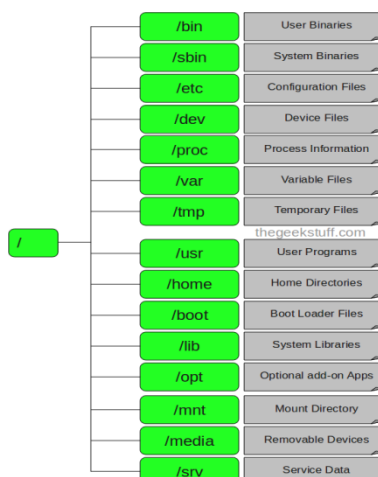 /bin User Binaries
/sbin System Binaries
/etc Configuration Files
/dev Device Files
/proc Process Information
/var Variable Files
/tmp Temporary Files
thegeekstuff.com
/
/usr User Programs
/home Home Directories
/boot Boot Loader Files
/lib System Libraries
/opt Optional add-on Apps
/mnt Mount Directory
/media Removable Devices
/srv Service Data